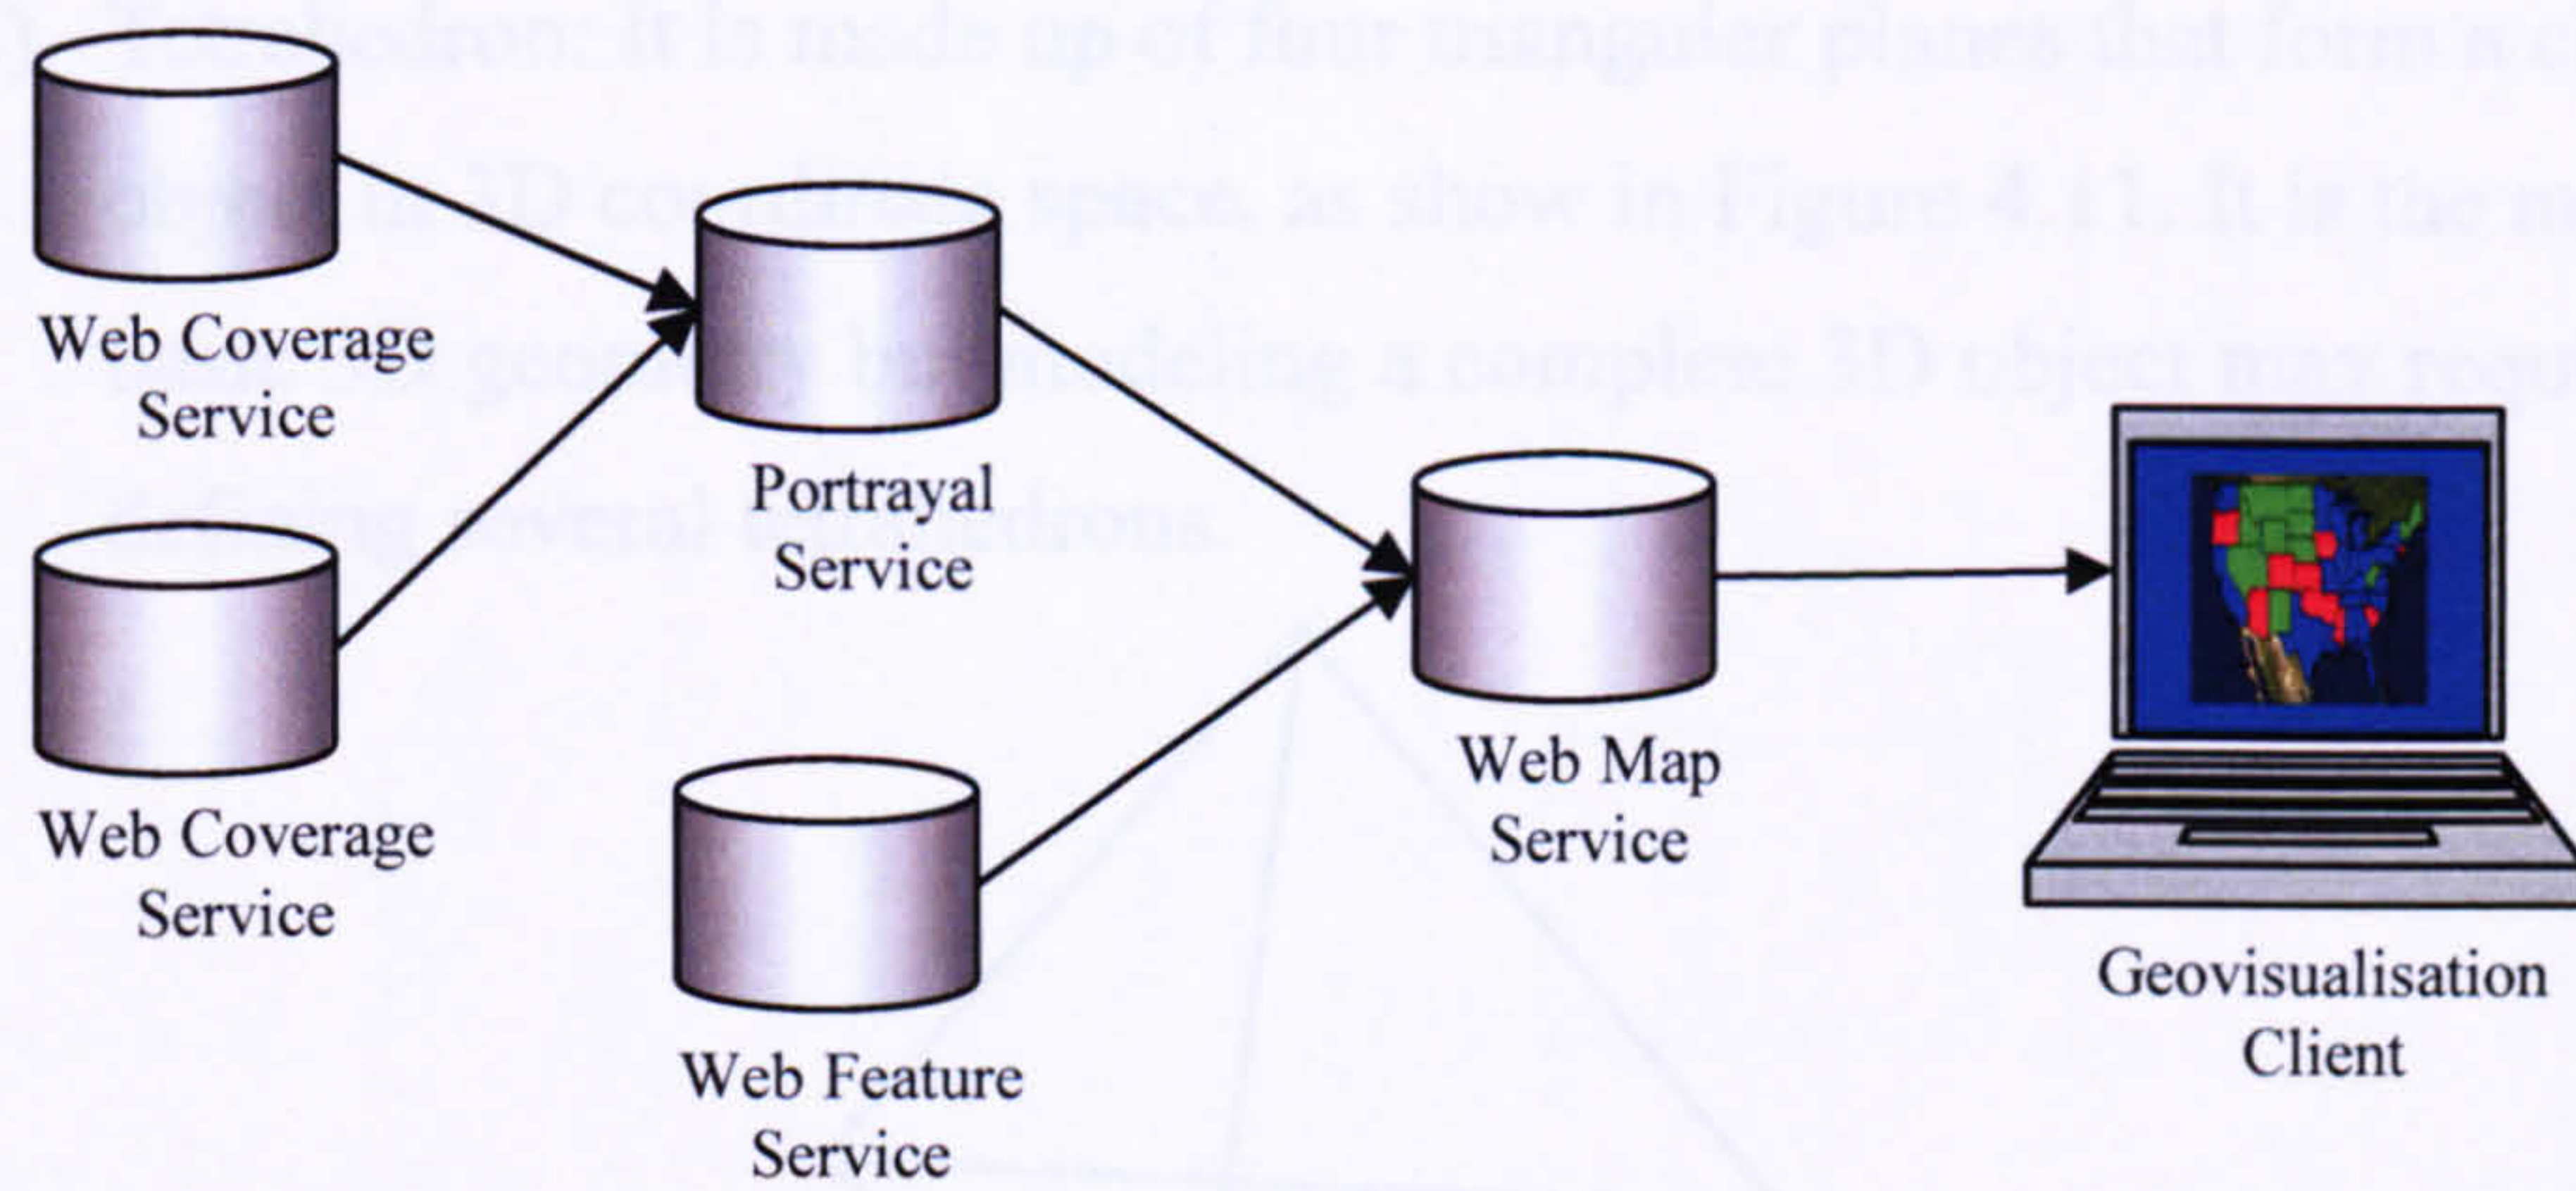 Web Coverage
Service
Portrayal
Service
Web Coverage
Service
Web Map
Service
Web Feature
Service
Geovisualisation
Client